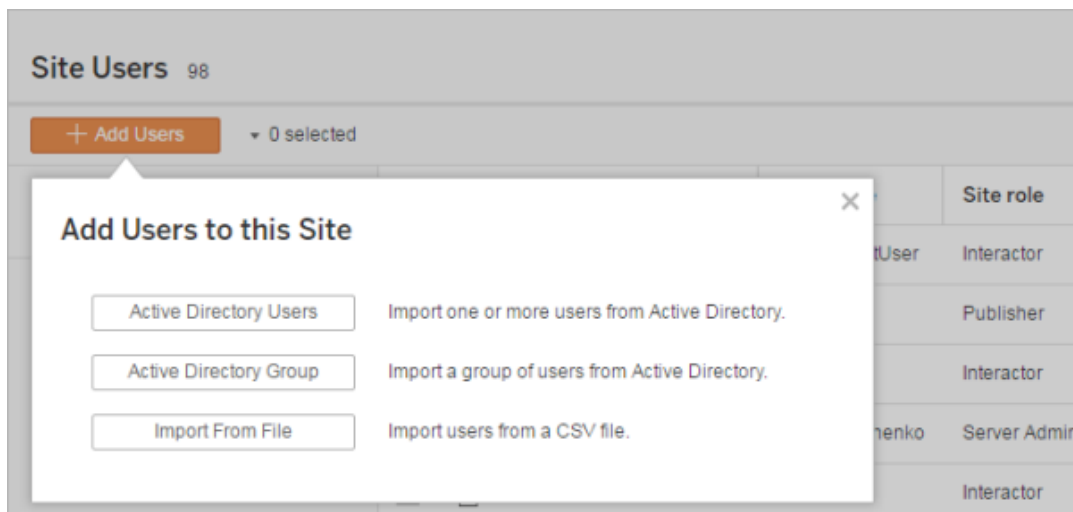 Site Users 98
+ Add Users 0 selected
Site role
Add Users to this Site
tUser Interactor
Active Directory Users Import one or more users from Active Directory.
Publisher
Active Directory Group Import a group of users from Active Directory.
Interactor
Import From File Import users from a CSV file.
henko Server Admin
Interactor